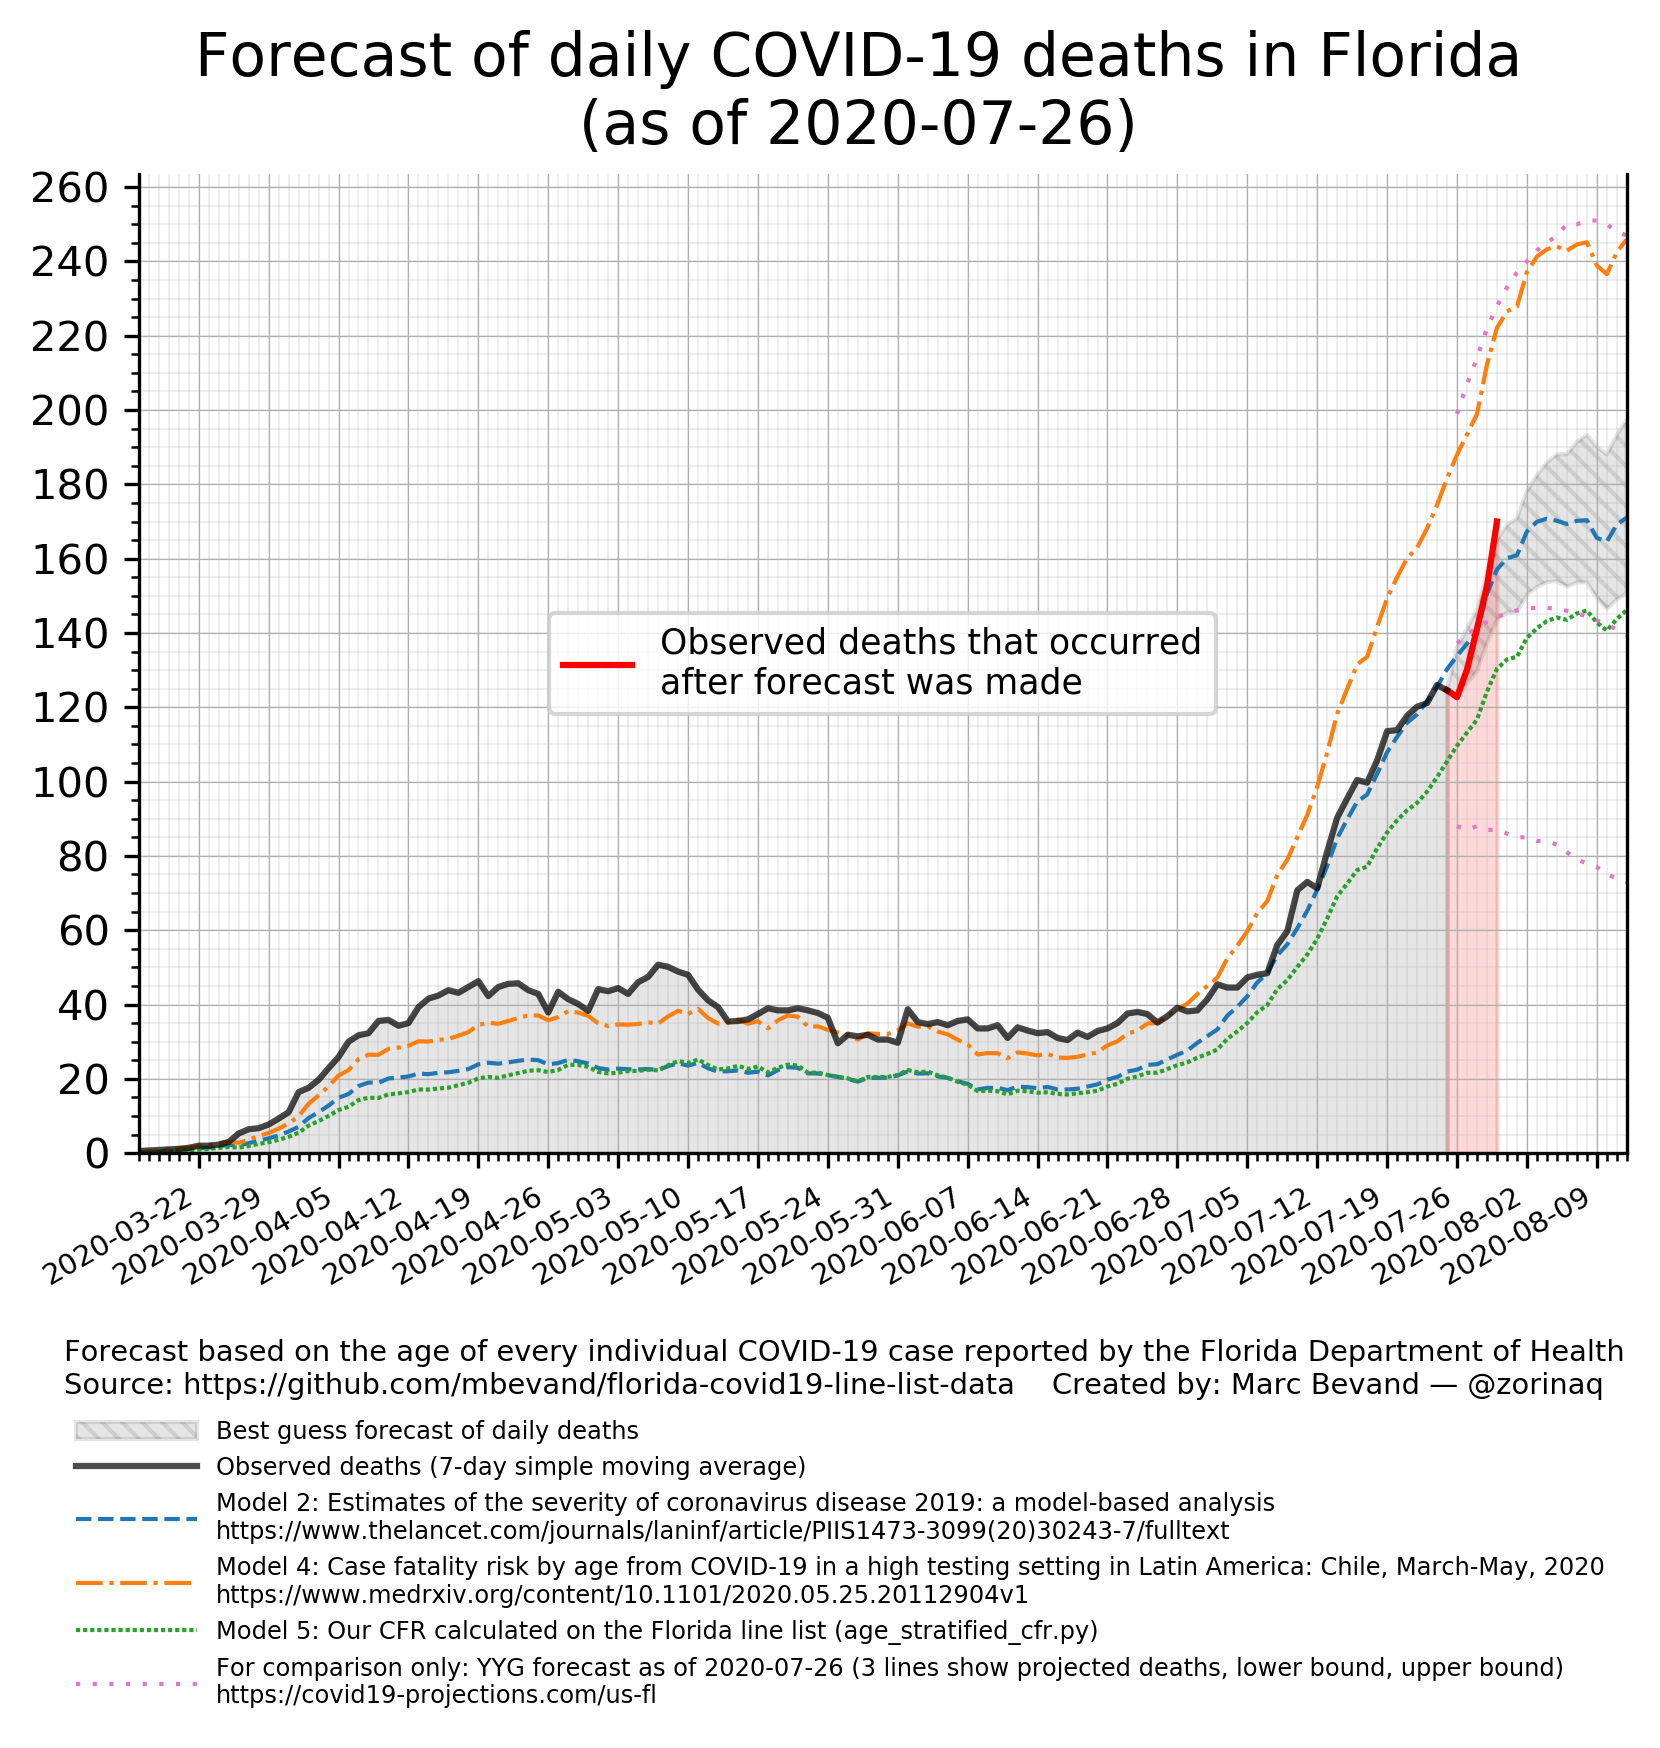 Forecast of daily COVID-19 deaths in Florida
(as of 2020-07-26)
260
240
220
200
180
160
140
120
100
80
60
40
20
0
Observed deaths that occurred
after forecast was made
2020-03-22
2020-03-29
2020-04-05
2020-04-12
2020-04-19
2020-04-26
2020-05-03
2020-05-10
2020-05-17
2020-05-24
2020-05-31
2020-06-07
2020-06-14
2020-06-21
2020-06-28
2020-07-05
2020-07-12
2020-07-19
2020-07-26
2020-08-02
2020-08-09
Forecast based on the age of every individual COVID-19 case reported by the Florida Department of Health
Source: https://github.com/mbevand/florida-covid19-line-list-data Created by: Marc Bevand — @zorinaq
Best guess forecast of daily deaths
Observed deaths (7-day simple moving average)
Model 2: Estimates of the severity of coronavirus disease 2019: a model-based analysis
https://www.thelancet.com/journals/laninf/article/PIIS1473-3099(20)30243-7/fulltext
Model 4: Case fatality risk by age from COVID-19 in a high testing setting in Latin America: Chile, March-May, 2020
https://www.medrxiv.org/content/10.1101/2020.05.25.20112904v1
Model 5: Our CFR calculated on the Florida line list (age_stratified_cfr.py)
For comparison only: YYG forecast as of 2020-07-26 (3 lines show projected deaths, lower bound, upper bound)
https://covid19-projections.com/us-fl